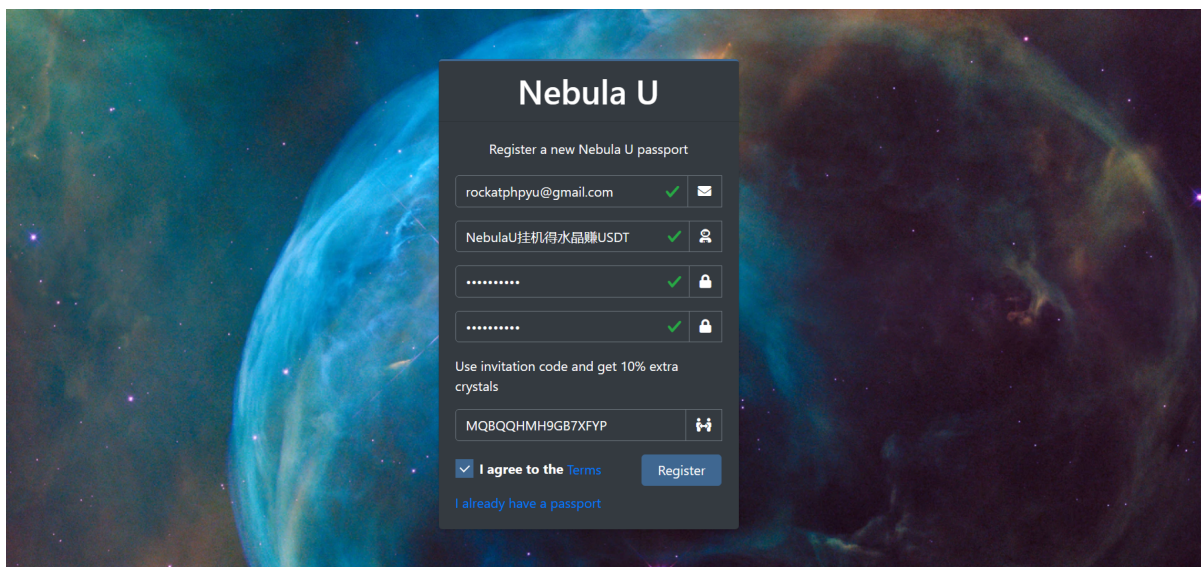 Nebula U
Register a new Nebula U passport
rockatphpyu@gmail.com
NebulaU挂机得水晶赚USDT
••••••••••
••••••••••
Use invitation code and get 10% extra
crystals
MQBQQHMH9GB7XFYP
I agree to the Terms
Register
I already have a passport